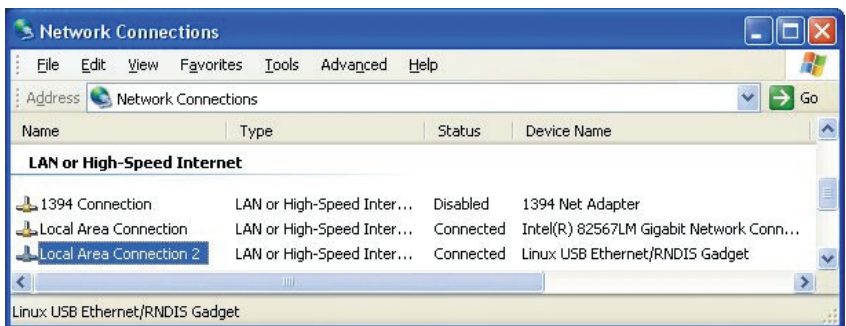 Network Connections
File Edit View Favorites Tools Advanced Help
Address Network Connections Go
Name Type Status Device Name
LAN or High-Speed Internet
1394 Connection LAN or High-Speed Inter... Disabled 1394 Net Adapter
Local Area Connection LAN or High-Speed Inter... Connected Intel(R) 82567LM Gigabit Network Conn...
Local Area Connection 2 LAN or High-Speed Inter... Connected Linux USB Ethernet/RNDIS Gadget
Linux USB Ethernet/RNDIS Gadget